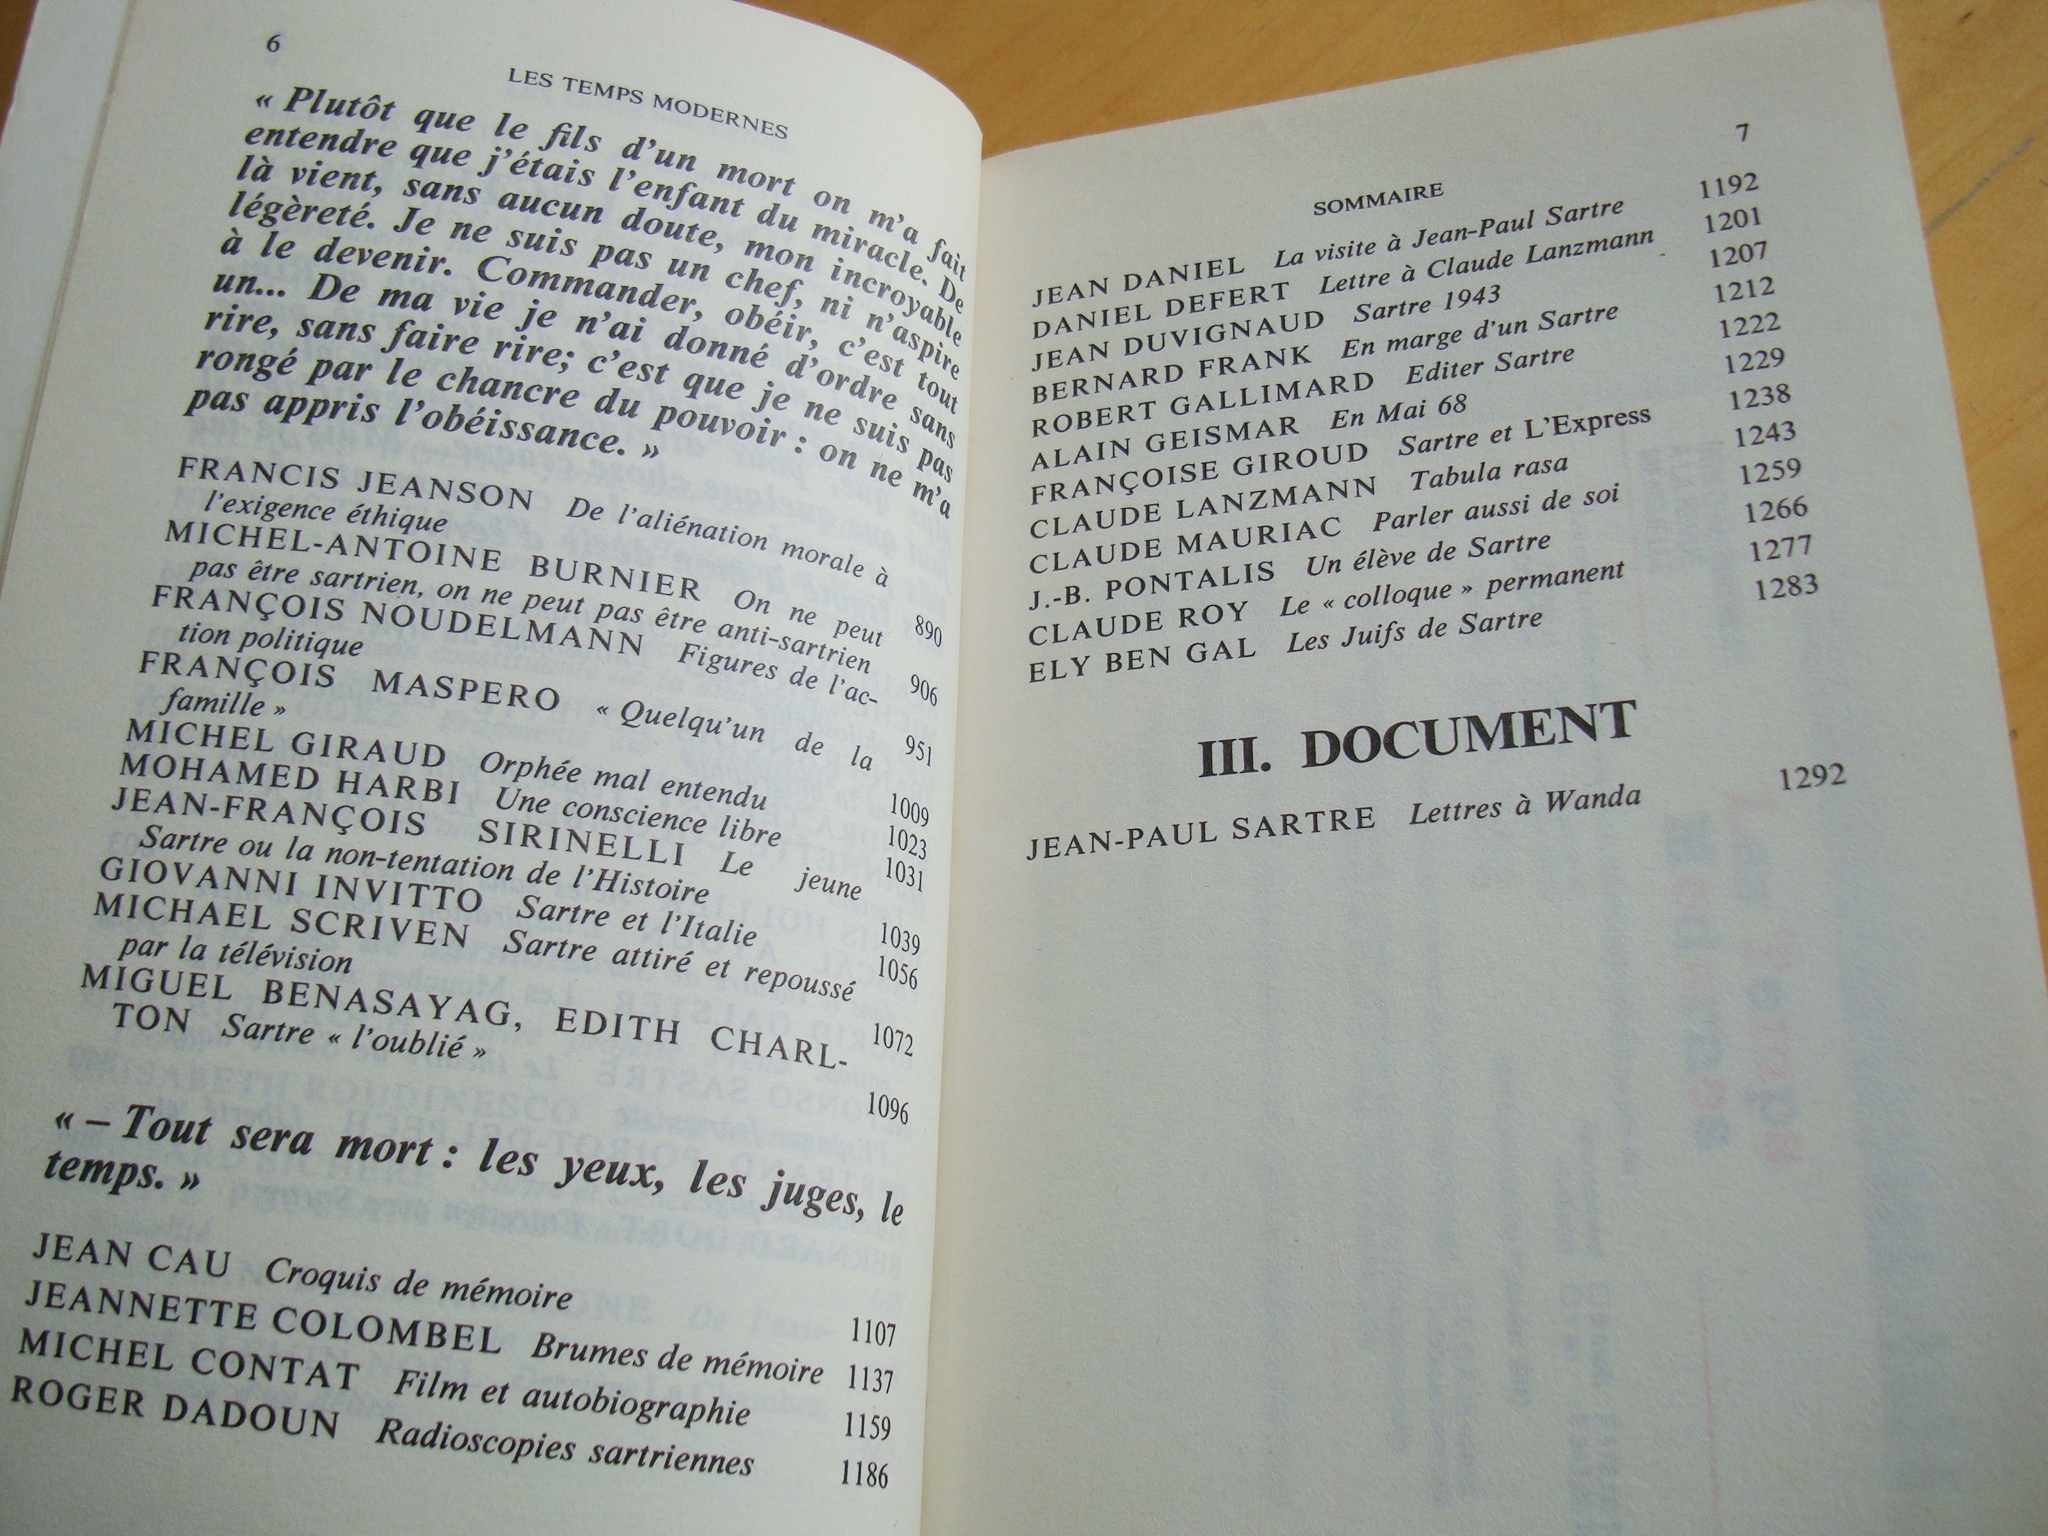 6
LES TEMPS MODERNES
« Plutôt que le fils d'un mort on m'a fait
entendre que j'étais l'enfant du miracle. De
là vient, sans aucun doute, mon incroyable
légèreté. Je ne suis pas un chef, ni n'aspire
à le devenir. Commander, obéir, c'est tout
un... De ma vie je n'ai donné d'ordre sans
rire, sans faire rire; c'est que je ne suis pas
rongé par le chancre du pouvoir : on ne m'a
pas appris l'obéissance. »
FRANCIS JEANSON De l'aliénation morale à
l'exigence éthique 890
MICHEL-ANTOINE BURNIER On ne peut
pas être sartrien, on ne peut pas être anti-sartrien 906
FRANÇOIS NOUDELMANN Figures de l'ac-
tion politique 951
FRANÇOIS MASPERO « Quelqu'un de la
famille » 1009
MICHEL GIRAUD Orphée mal entendu 1023
MOHAMED HARBI Une conscience libre 1031
JEAN-FRANÇOIS SIRINELLI Le jeune
Sartre ou la non-tentation de l'Histoire 1039
GIOVANNI INVITTO Sartre et l'Italie 1056
MICHAEL SCRIVEN Sartre attiré et repoussé
par la télévision 1072
MIGUEL BENASAYAG, EDITH CHARL-
TON Sartre « l'oublié » 1096
« – Tout sera mort : les yeux, les juges, le
temps. »
JEAN CAU Croquis de mémoire 1107
JEANNETTE COLOMBEL Brumes de mémoire 1137
MICHEL CONTAT Film et autobiographie 1159
ROGER DADOUN Radioscopies sartriennes 1186
7
SOMMAIRE
JEAN DANIEL La visite à Jean-Paul Sartre 1192
DANIEL DEFERT Lettre à Claude Lanzmann 1201
JEAN DUVIGNAUD Sartre 1943 1207
BERNARD FRANK En marge d'un Sartre 1212
ROBERT GALLIMARD Editer Sartre 1222
ALAIN GEISMAR En Mai 68 1229
FRANÇOISE GIROUD Sartre et L'Express 1238
CLAUDE LANZMANN Tabula rasa 1243
CLAUDE MAURIAC Parler aussi de soi 1259
J.-B. PONTALIS Un élève de Sartre 1266
CLAUDE ROY Le « colloque » permanent 1277
ELY BEN GAL Les Juifs de Sartre 1283
III. DOCUMENT
JEAN-PAUL SARTRE Lettres à Wanda 1292